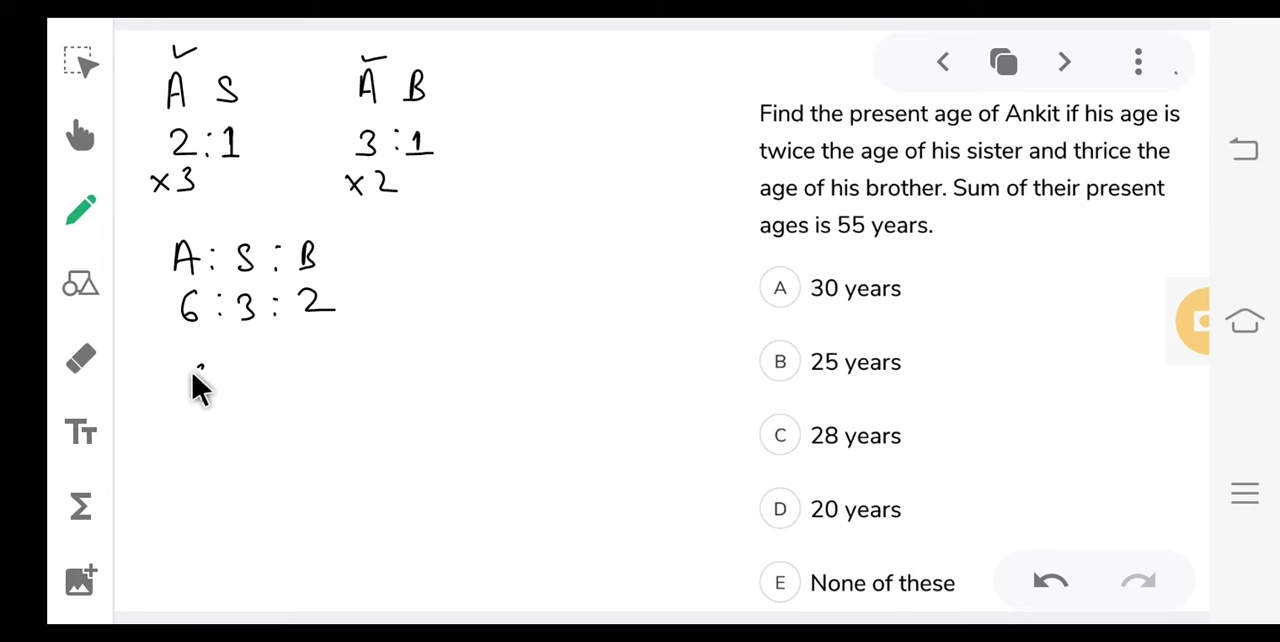 A S
2:1
×3
A B
3:1
×2
A : S : B
6 : 3 : 2
Find the present age of Ankit if his age is
twice the age of his sister and thrice the
age of his brother. Sum of their present
ages is 55 years.
A 30 years
B 25 years
C 28 years
D 20 years
E None of these
Tт
Σ